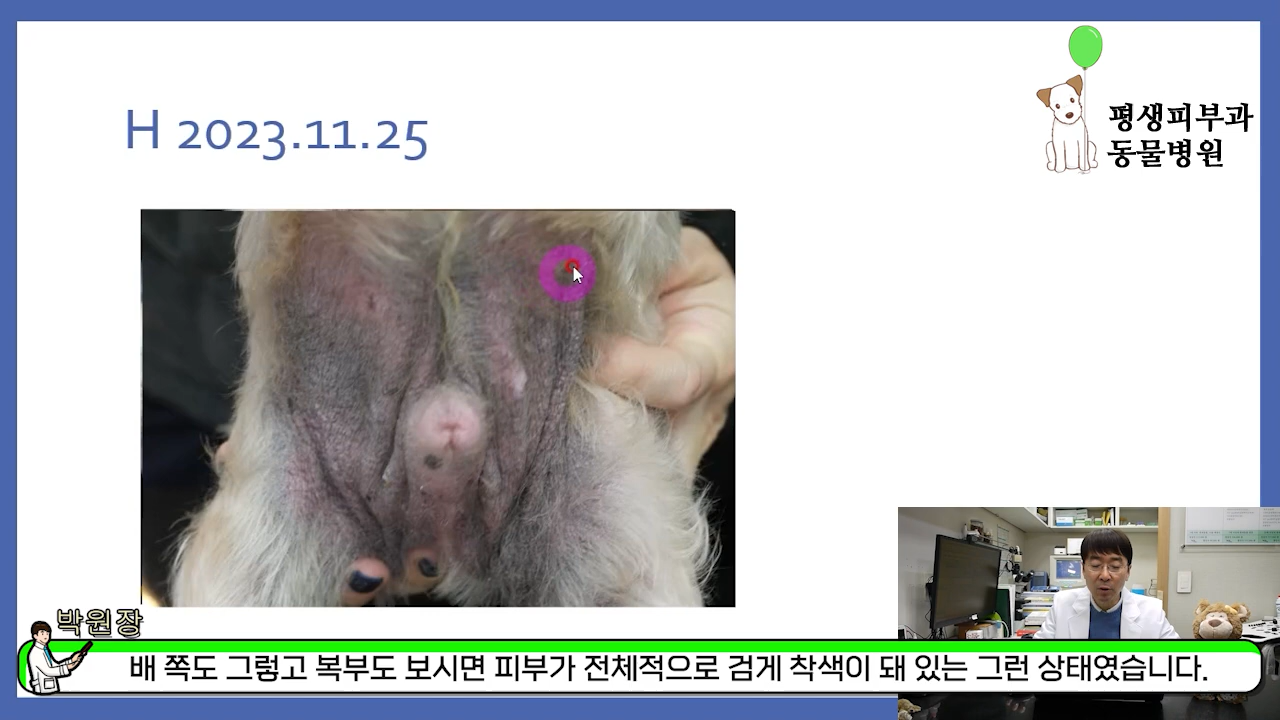 H 2023.11.25
평생피부과
동물병원
박원장
배 쪽도 그렇고 복부도 보시면 피부가 전체적으로 검게 착색이 돼 있는 그런 상태였습니다.